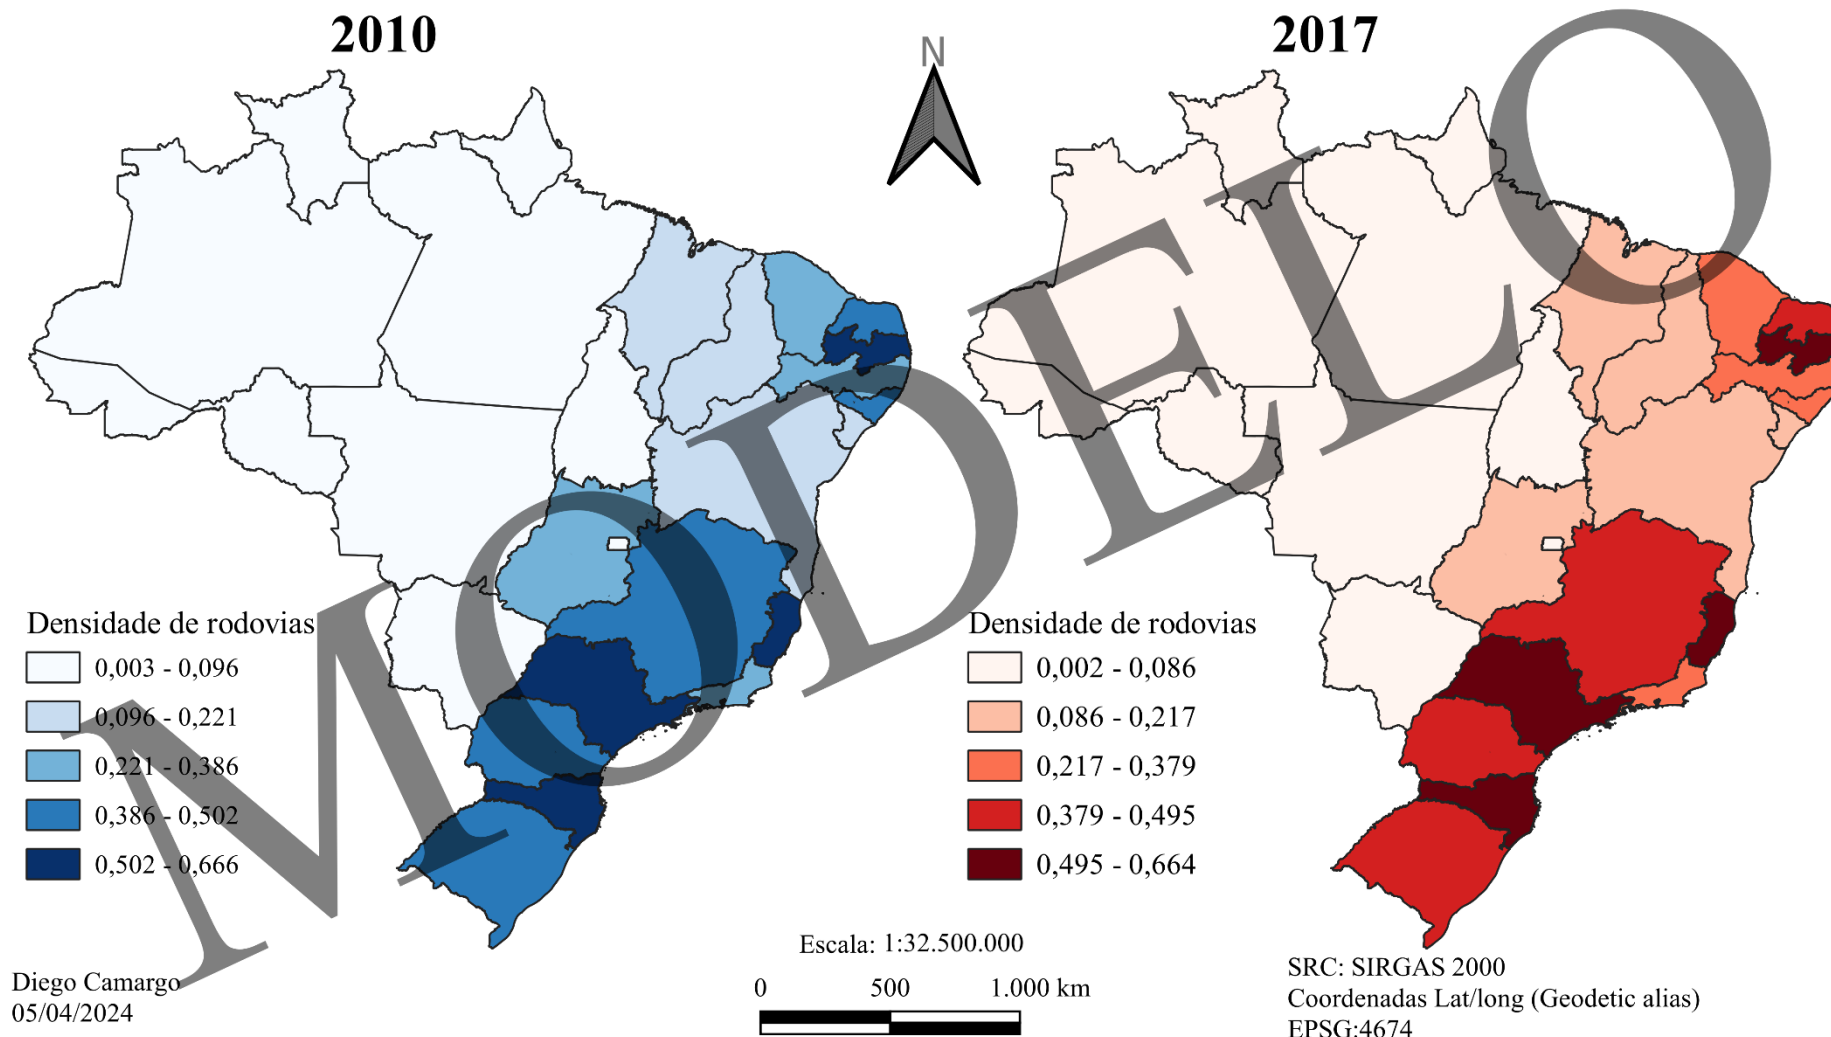 2010
2017
N
MODELO
Densidade de rodovias
0,003 - 0,096
0,096 - 0,221
0,221 - 0,386
0,386 - 0,502
0,502 - 0,666
Densidade de rodovias
0,002 - 0,086
0,086 - 0,217
0,217 - 0,379
0,379 - 0,495
0,495 - 0,664
Diego Camargo
05/04/2024
Escala: 1:32.500.000
0 500 1.000 km
SRC: SIRGAS 2000
Coordenadas Lat/long (Geodetic alias)
EPSG:4674